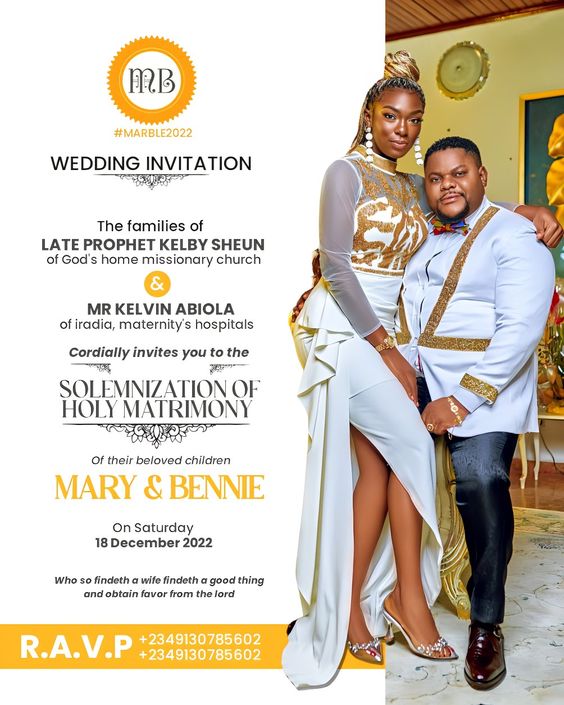 MB
#MARBLE2022
WEDDING INVITATION
The families of
LATE PROPHET KELBY SHEUN
of God's home missionary church
&
MR KELVIN ABIOLA
of iradia, maternity's hospitals
Cordially invites you to the
SOLEMNIZATION OF
HOLY MATRIMONY
Of their beloved children
MARY & BENNIE
On Saturday
18 December 2022
Who so findeth a wife findeth a good thing
and obtain favor from the lord
R.A.V.P
+2349130785602
+2349130785602